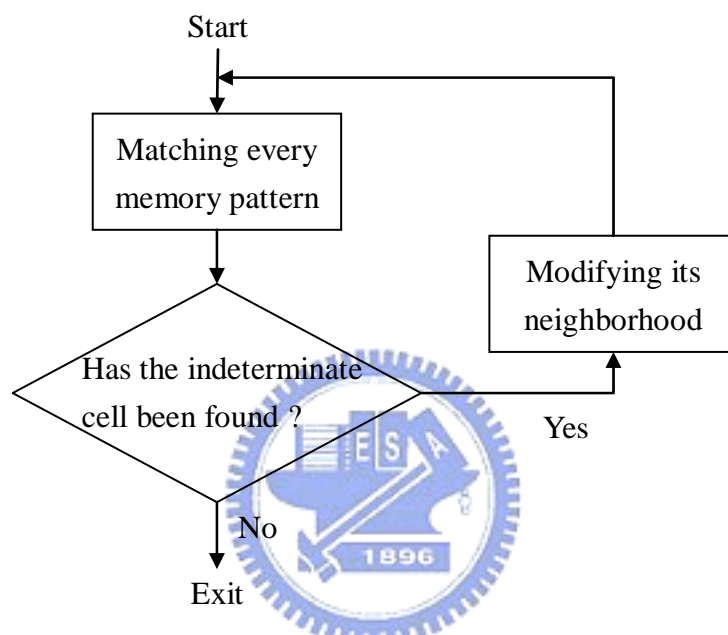 Start
Matching every
memory pattern
Modifying its
neighborhood
Has the indeterminate
cell been found ?
Yes
No
Exit
E S A
1896